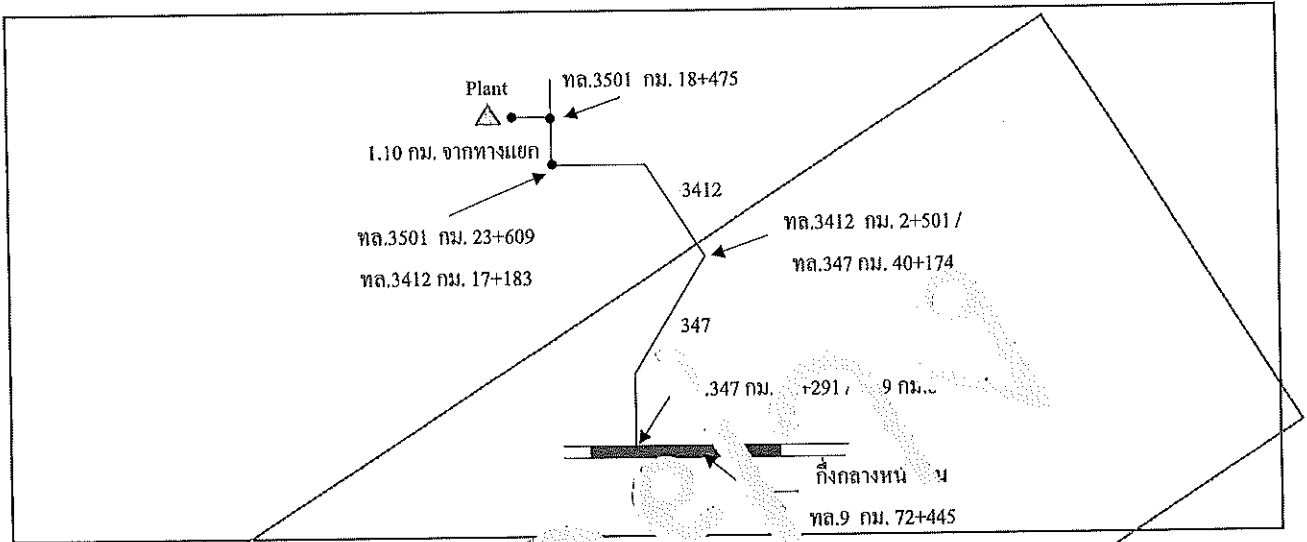 Plant
ทล.3501 กม. 18+475
1.10 กม. จากทางแยก
3412
ทล.3501 กม. 23+609
ทล.3412 กม. 17+183
ทล.3412 กม. 2+501 /
ทล.347 กม. 40+174
347
.347 กม. +291 / 9 กม.
กึ่งกลางหน
ทล.9 กม. 72+445